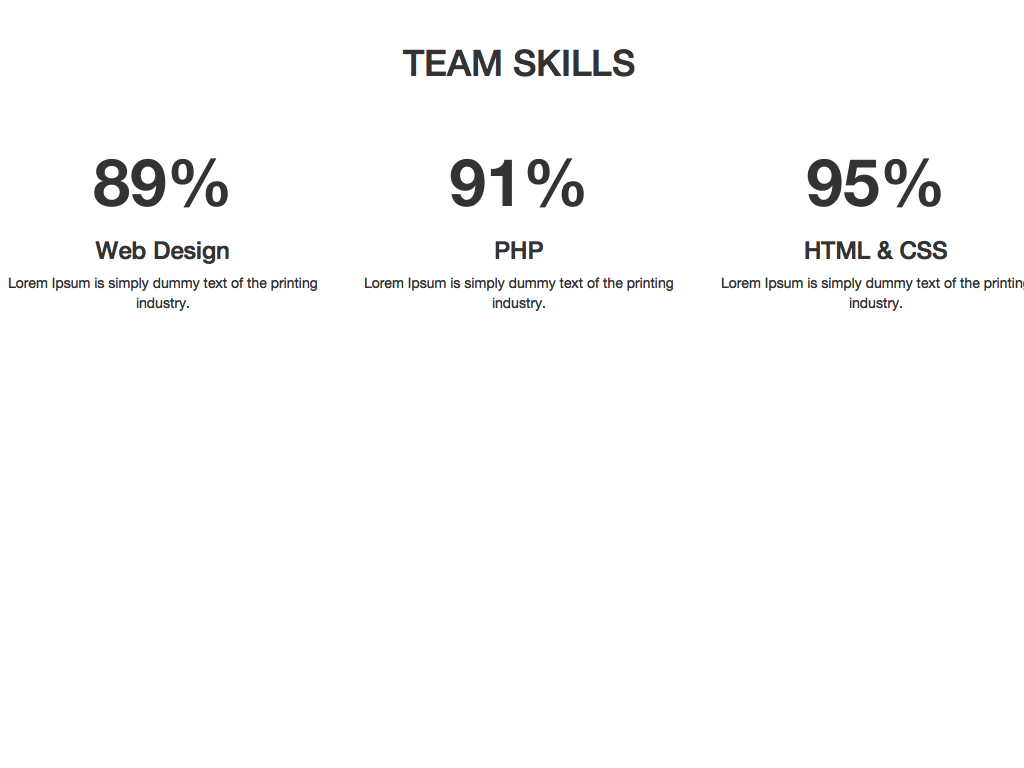 TEAM SKILLS
89%
Web Design
Lorem Ipsum is simply dummy text of the printing
industry.
91%
PHP
Lorem Ipsum is simply dummy text of the printing
industry.
95%
HTML & CSS
Lorem Ipsum is simply dummy text of the printing
industry.